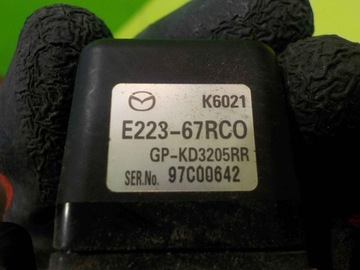 K6021
E223-67RC0
GP-KD3205RR
SER.No. 97C00642